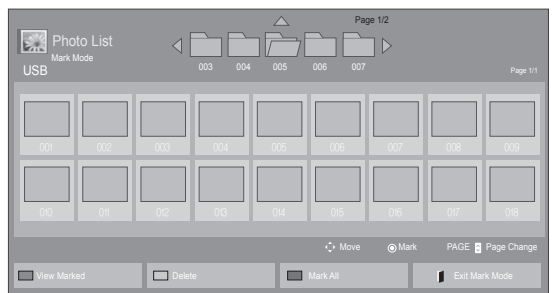 Page 1/2
Photo List
Mark Mode
USB
003 004 005 006 007
Page 1/1
001 002 003 004 005 006 007 008 009
010 011 012 013 014 015 016 017 018
Move Mark PAGE Page Change
View Marked Delete Mark All Exit Mark Mode